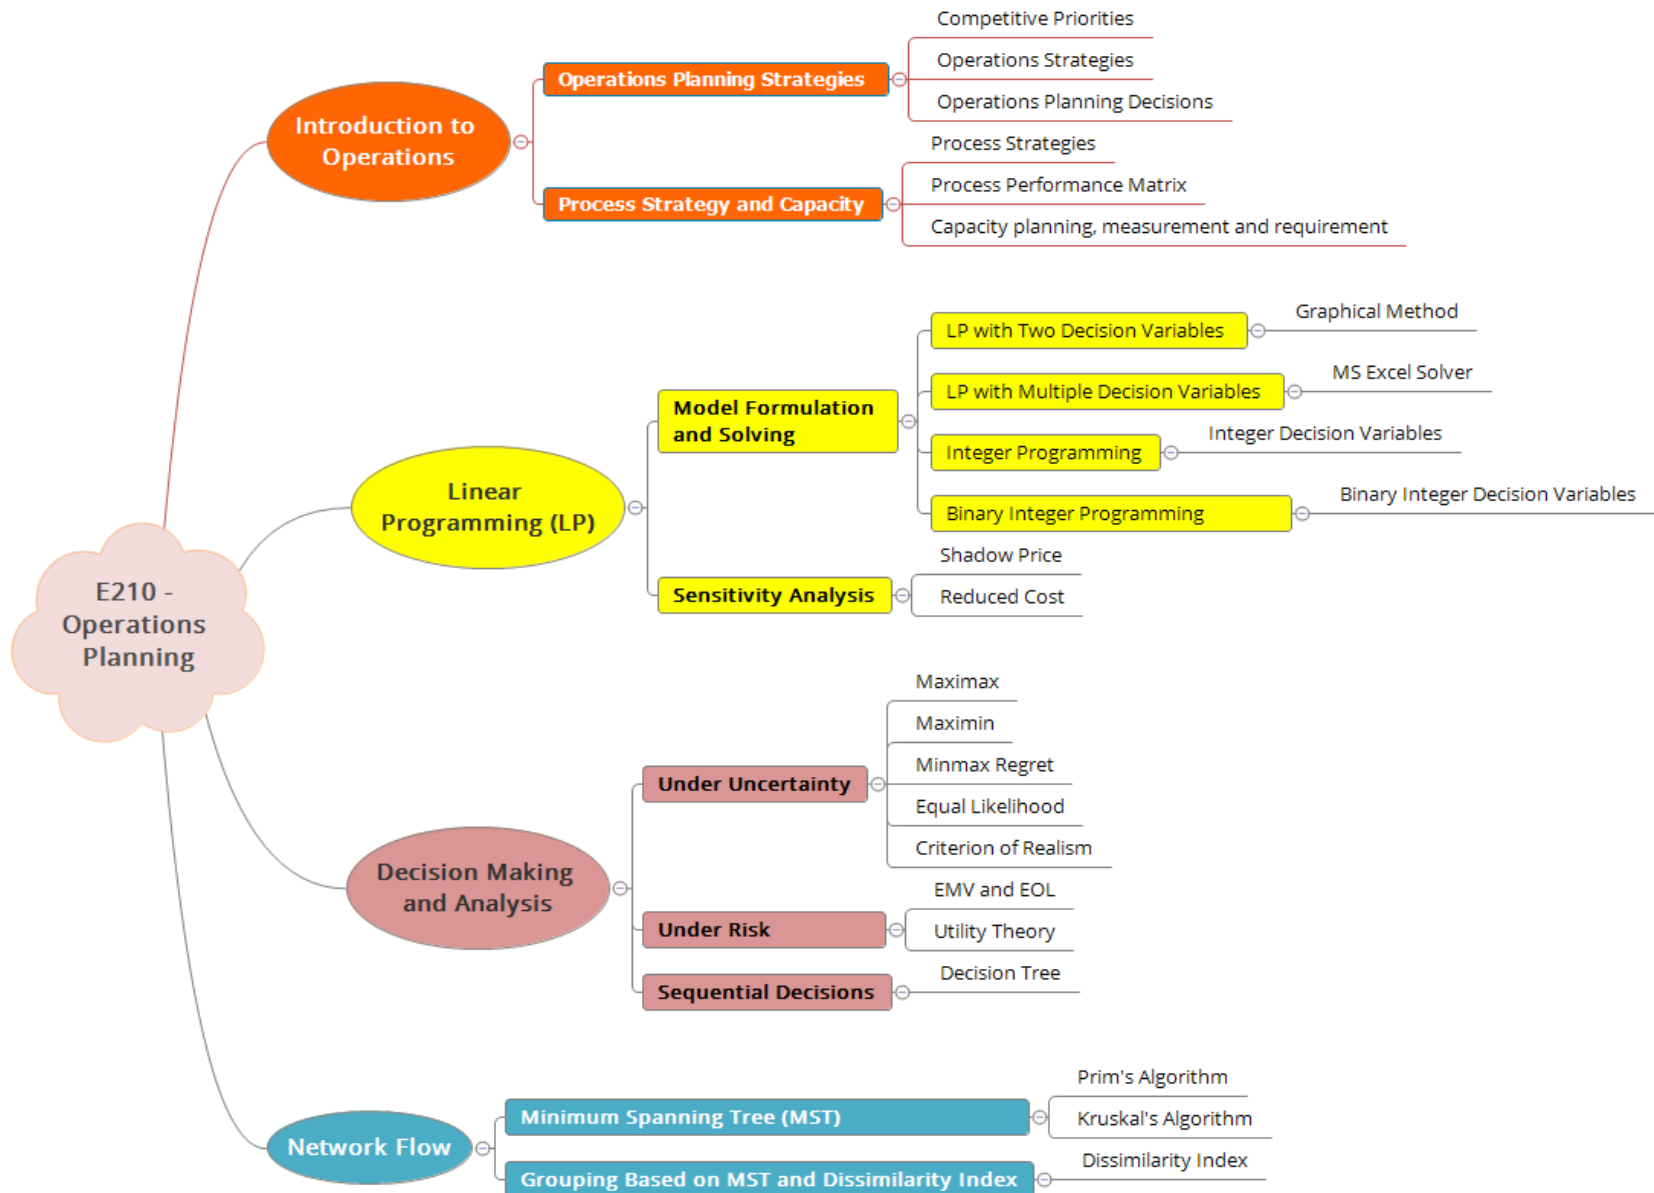 E210 -
Operations
Planning
Introduction to
Operations
Operations Planning Strategies
Competitive Priorities
Operations Strategies
Operations Planning Decisions
Process Strategy and Capacity
Process Strategies
Process Performance Matrix
Capacity planning, measurement and requirement
Linear
Programming (LP)
Model Formulation
and Solving
LP with Two Decision Variables
Graphical Method
LP with Multiple Decision Variables
MS Excel Solver
Integer Programming
Integer Decision Variables
Binary Integer Programming
Binary Integer Decision Variables
Sensitivity Analysis
Shadow Price
Reduced Cost
Decision Making
and Analysis
Under Uncertainty
Maximax
Maximin
Minmax Regret
Equal Likelihood
Criterion of Realism
Under Risk
EMV and EOL
Utility Theory
Sequential Decisions
Decision Tree
Network Flow
Minimum Spanning Tree (MST)
Prim's Algorithm
Kruskal's Algorithm
Grouping Based on MST and Dissimilarity Index
Dissimilarity Index